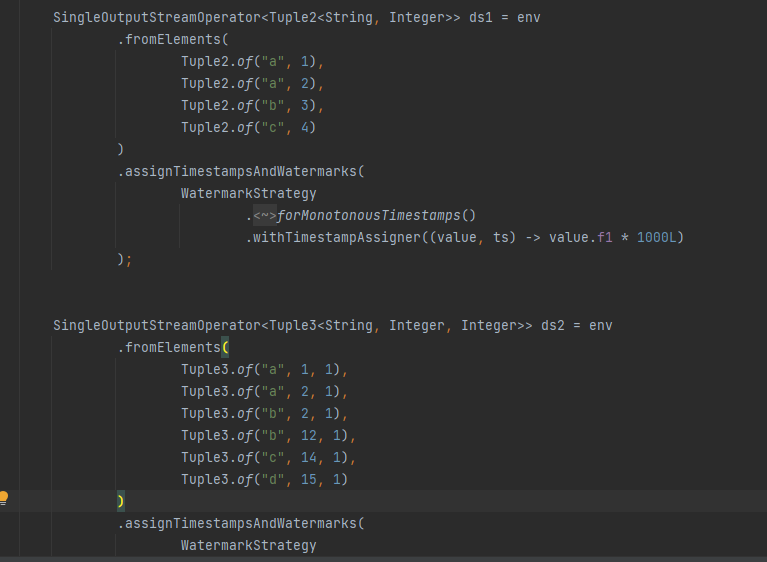 SingleOutputStreamOperator<Tuple2<String, Integer>> ds1 = env
.fromElements(
Tuple2.of("a", 1),
Tuple2.of("a", 2),
Tuple2.of("b", 3),
Tuple2.of("c", 4)
)
.assignTimestampsAndWatermarks(
WatermarkStrategy
.<~>forMonotonousTimestamps()
.withTimestampAssigner((value, ts) -> value.f1 * 1000L)
);
SingleOutputStreamOperator<Tuple3<String, Integer, Integer>> ds2 = env
.fromElements(
Tuple3.of("a", 1, 1),
Tuple3.of("a", 2, 1),
Tuple3.of("b", 2, 1),
Tuple3.of("b", 12, 1),
Tuple3.of("c", 14, 1),
Tuple3.of("d", 15, 1)
)
.assignTimestampsAndWatermarks(
WatermarkStrategy